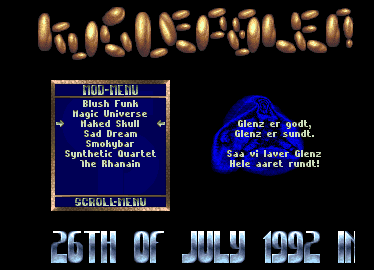 MOD-MENU
Blush Funk
Magic Universe
Naked Skull
Sad Dream
Smokybar
Synthetic Quartet
The Rhanain
SCROLL-MENU
Glenz er godt,
Glenz er sundt.
Saa vi laver Glenz
Hele aaret rundt!
26TH OF JULY 1992 IN